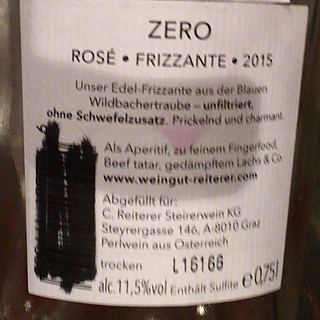 ZERO
ROSÉ • FRIZZANTE • 2015
Unser Edel-Frizzante aus der Blauen
Wildbachertraube – unfiltriert,
ohne Schwefelzusatz. Prickelnd und charmant.
Als Aperitif, zu feinem Fingerfood,
Beef tatar, gedämpftem Lachs & Co.
www.weingut-reiterer.com
Abgefüllt für:
C. Reiterer Steirerwein KG
Steyrergasse 146, A-8010 Graz
Perlwein aus Österreich
trocken L16166
alc. 11,5%vol Enthält Sulfite e 0,75 l